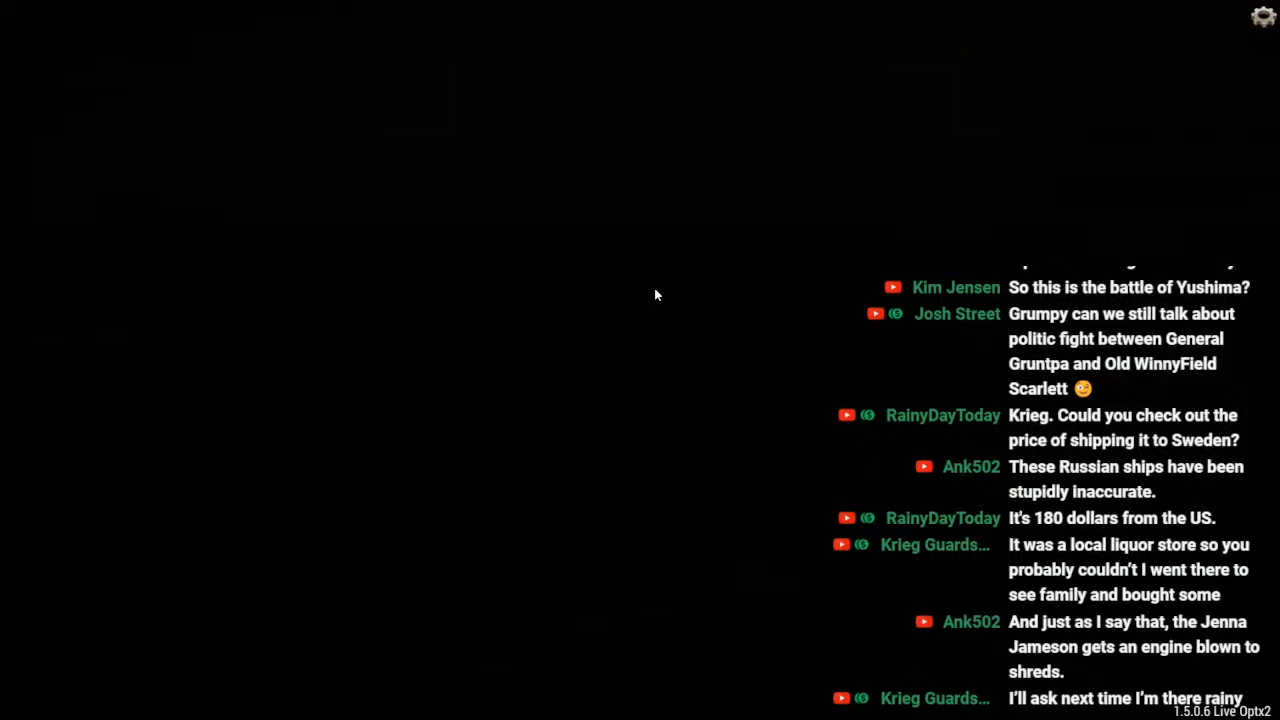 Kim Jensen So this is the battle of Yushima?
Josh Street Grumpy can we still talk about
politic fight between General
Gruntpa and Old WinnyField
Scarlett 🧐
RainyDayToday Krieg. Could you check out the
price of shipping it to Sweden?
Ank502 These Russian ships have been
stupidly inaccurate.
RainyDayToday It's 180 dollars from the US.
Krieg Guards... It was a local liquor store so you
probably couldn't I went there to
see family and bought some
Ank502 And just as I say that, the Jenna
Jameson gets an engine blown to
shreds.
Krieg Guards... I'll ask next time I'm there rainy
1.5.0.6 Live Optx2